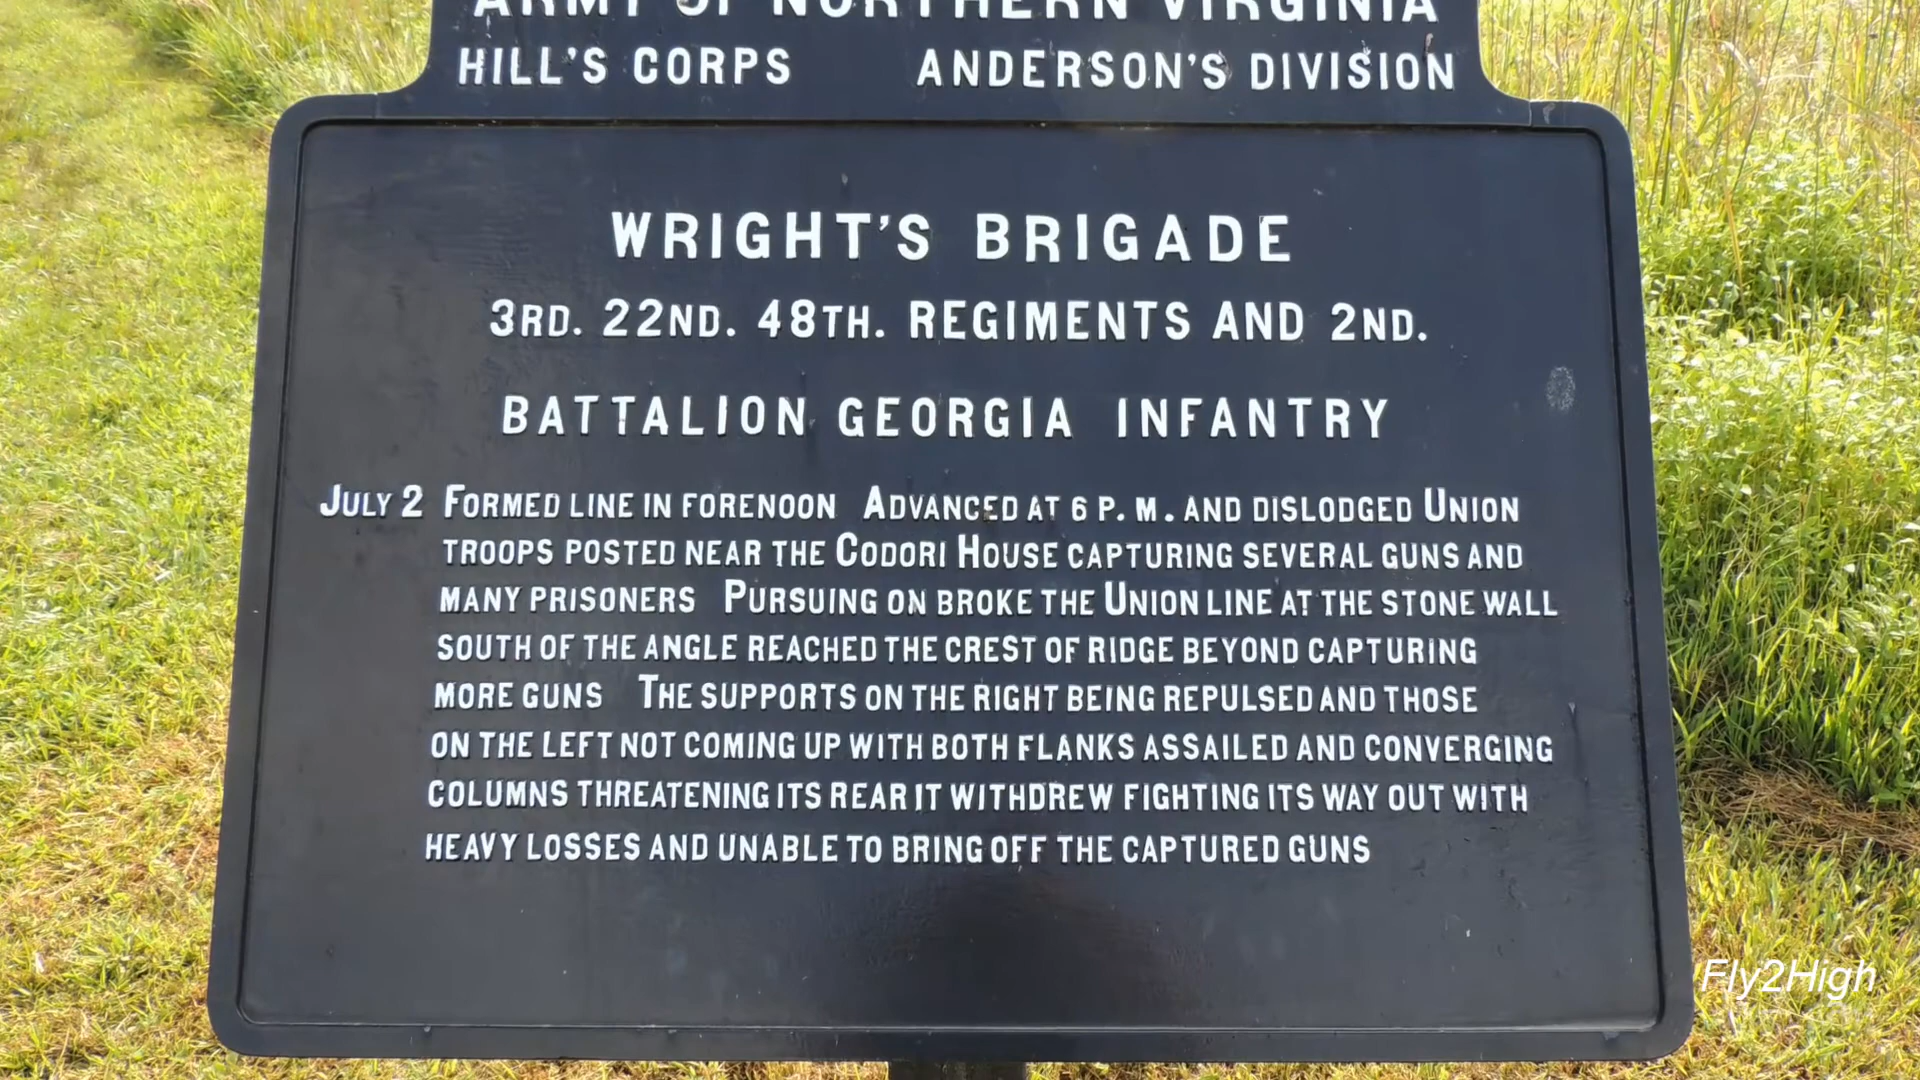 ARMY OF NORTHERN VIRGINIA
HILL'S CORPS ANDERSON'S DIVISION
WRIGHT'S BRIGADE
3RD. 22ND. 48TH. REGIMENTS AND 2ND.
BATTALION GEORGIA INFANTRY
JULY 2 FORMED LINE IN FORENOON ADVANCED AT 6 P. M. AND DISLODGED UNION
TROOPS POSTED NEAR THE CODORI HOUSE CAPTURING SEVERAL GUNS AND
MANY PRISONERS PURSUING ON BROKE THE UNION LINE AT THE STONE WALL
SOUTH OF THE ANGLE REACHED THE CREST OF RIDGE BEYOND CAPTURING
MORE GUNS THE SUPPORTS ON THE RIGHT BEING REPULSED AND THOSE
ON THE LEFT NOT COMING UP WITH BOTH FLANKS ASSAILED AND CONVERGING
COLUMNS THREATENING ITS REAR IT WITHDREW FIGHTING ITS WAY OUT WITH
HEAVY LOSSES AND UNABLE TO BRING OFF THE CAPTURED GUNS
Fly2High